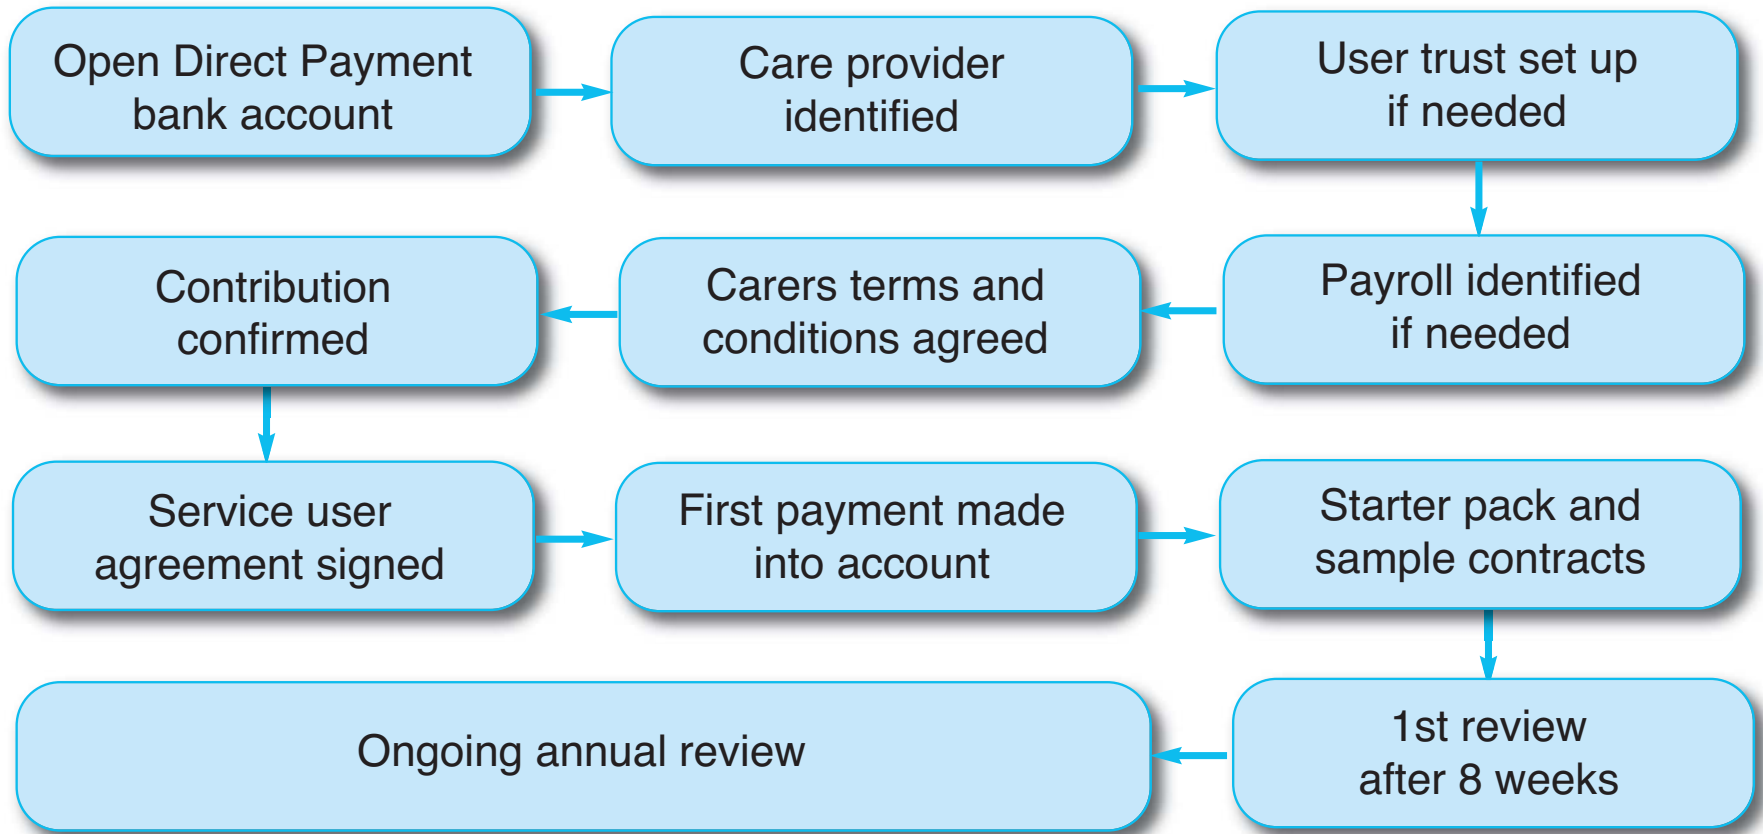 Open Direct Payment
bank account
Care provider
identified
User trust set up
if needed
Payroll identified
if needed
Carers terms and
conditions agreed
Contribution
confirmed
Service user
agreement signed
First payment made
into account
Starter pack and
sample contracts
1st review
after 8 weeks
Ongoing annual review